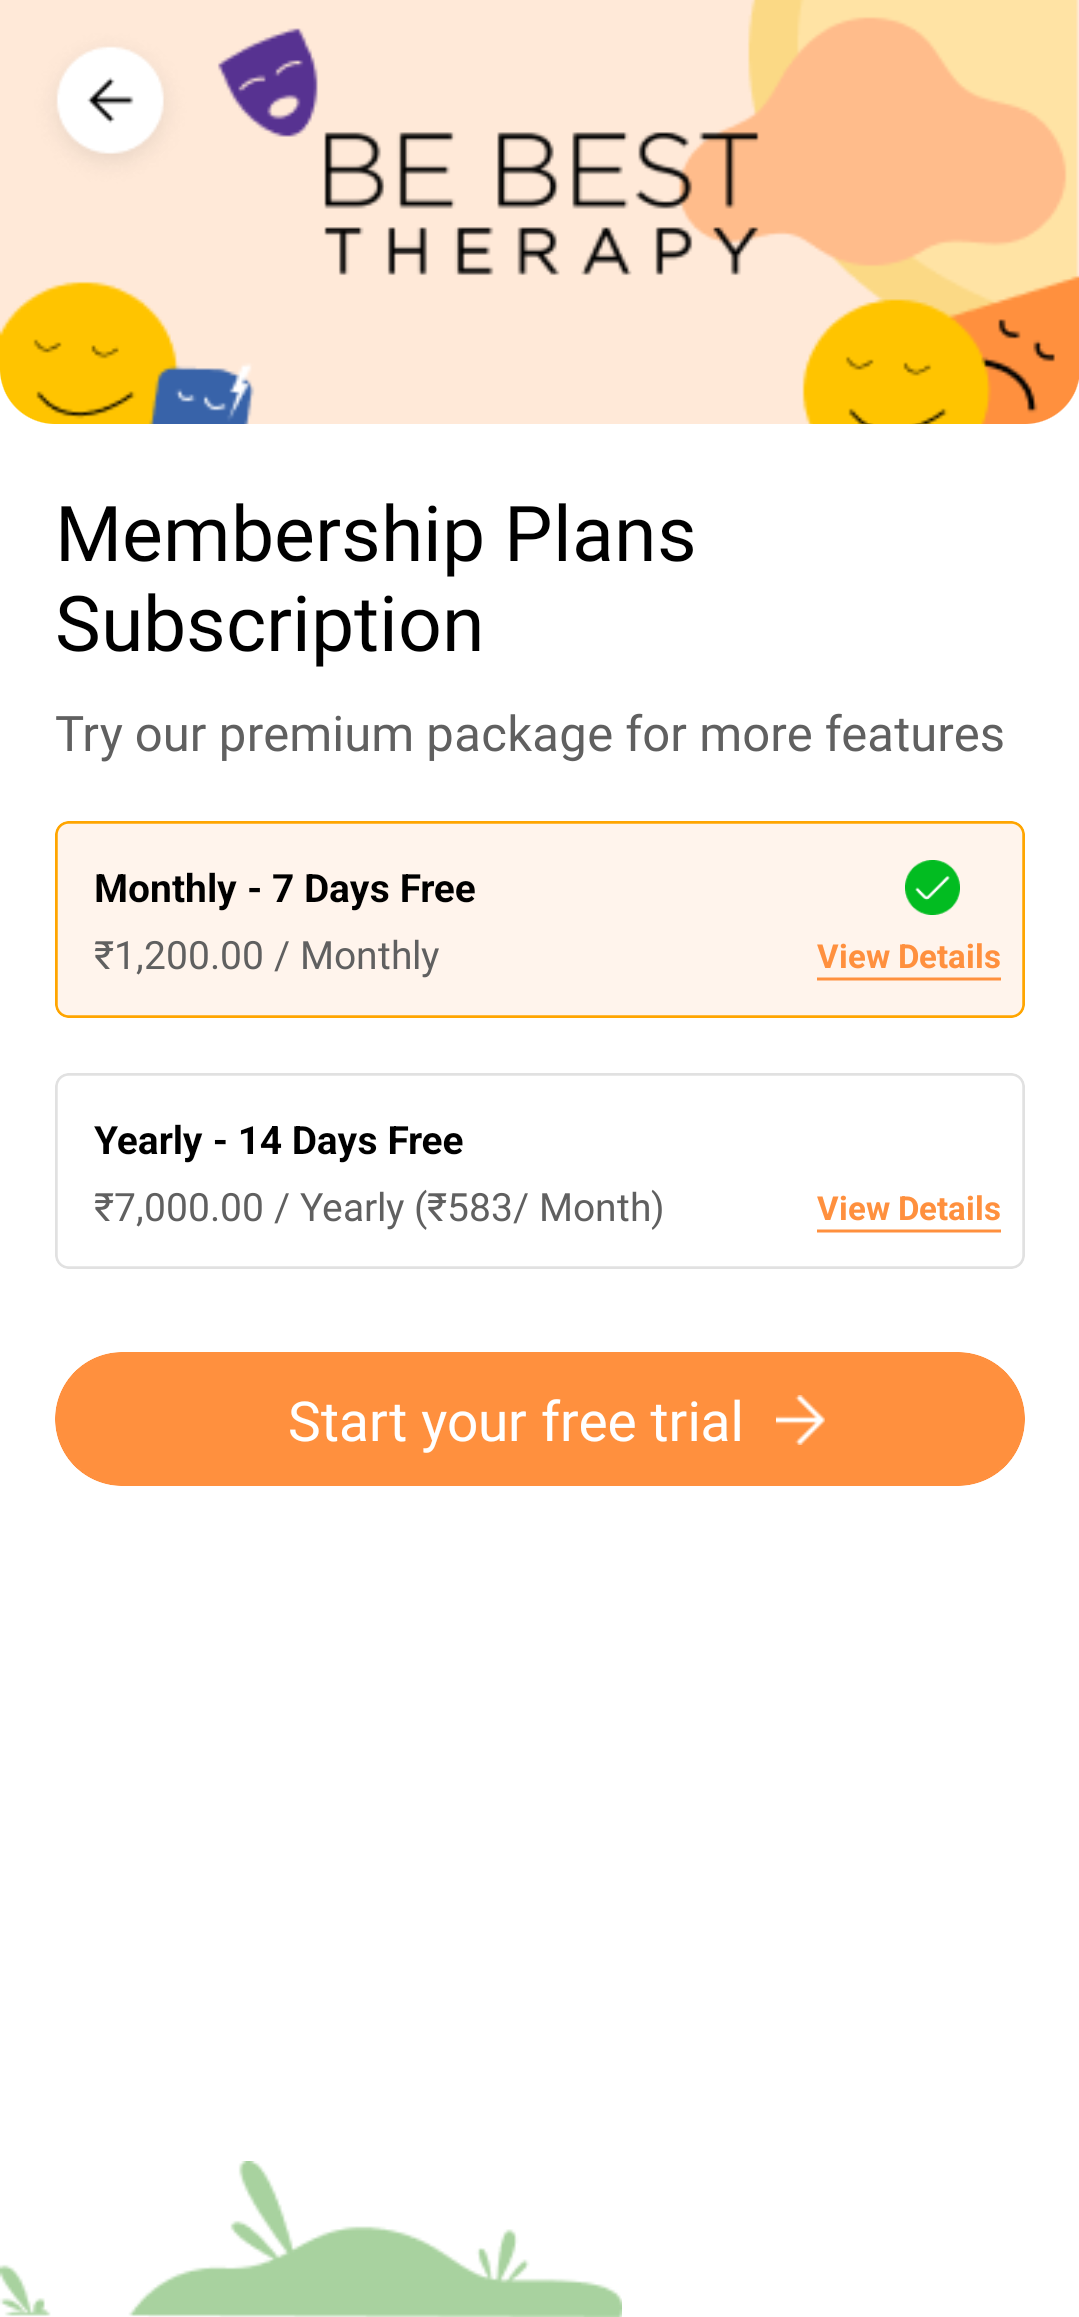 BE BEST
THERAPY
Membership Plans
Subscription
Try our premium package for more features
Monthly - 7 Days Free
₹1,200.00 / Monthly
View Details
Yearly - 14 Days Free
₹7,000.00 / Yearly (₹583/ Month)
View Details
Start your free trial